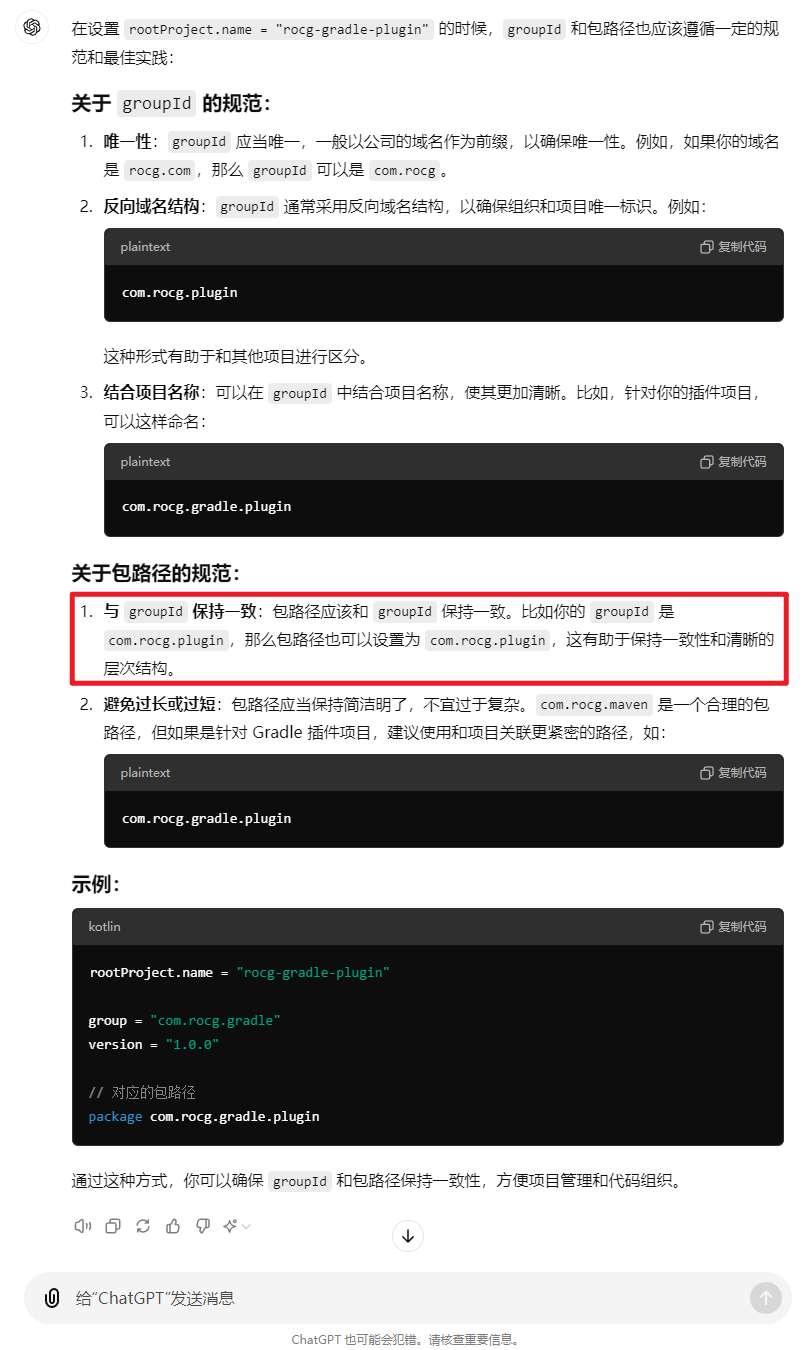 在设置 rootProject.name = "rocg-gradle-plugin" 的时候，groupId 和包路径也应该遵循一定的规
范和最佳实践：
关于 groupId 的规范：
1. 唯一性：groupId 应当唯一，一般以公司的域名作为前缀，以确保唯一性。例如，如果你的域名
是 rocg.com，那么 groupId 可以是 com.rocg。
2. 反向域名结构：groupId 通常采用反向域名结构，以确保组织和项目唯一标识。例如：
plaintext 复制代码
com.rocg.plugin
这种形式有助于和其他项目进行区分。
3. 结合项目名称：可以在 groupId 中结合项目名称，使其更加清晰。比如，针对你的插件项目，
可以这样命名：
plaintext 复制代码
com.rocg.gradle.plugin
关于包路径的规范：
1. 与 groupId 保持一致：包路径应该和 groupId 保持一致。比如你的 groupId 是
com.rocg.plugin，那么包路径也可以设置为 com.rocg.plugin，这有助于保持一致性和清晰的
层次结构。
2. 避免过长或过短：包路径应当保持简洁明了，不宜过于复杂。com.rocg.maven 是一个合理的包
路径，但如果是针对 Gradle 插件项目，建议使用和项目关联更紧密的路径，如：
plaintext 复制代码
com.rocg.gradle.plugin
示例：
kotlin 复制代码
rootProject.name = "rocg-gradle-plugin"
group = "com.rocg.gradle"
version = "1.0.0"
// 对应的包路径
package com.rocg.gradle.plugin
通过这种方式，你可以确保 groupId 和包路径保持一致性，方便项目管理和代码组织。
给“ChatGPT”发送消息
ChatGPT 也可能会犯错。请核查重要信息。